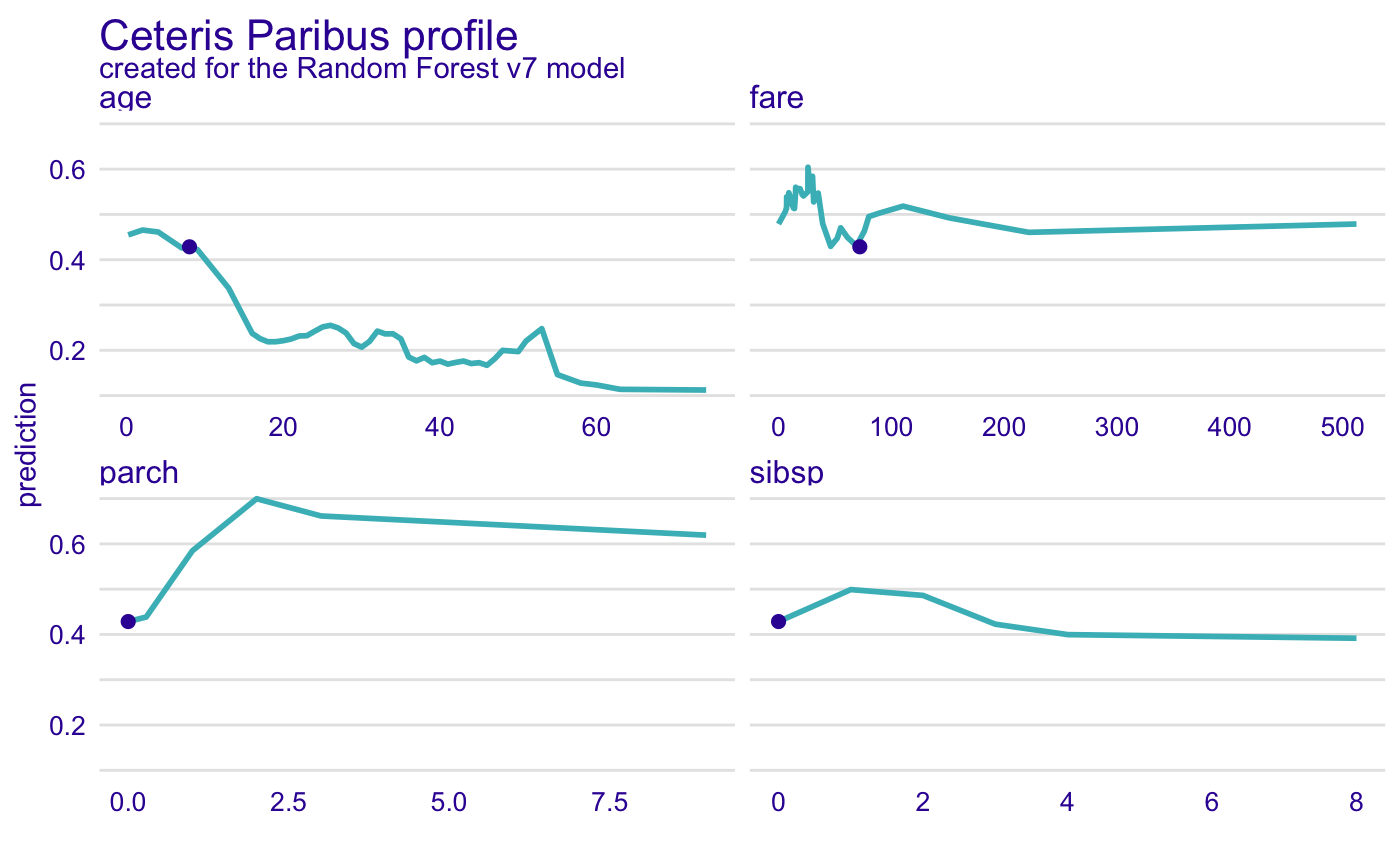 Ceteris Paribus profile
created for the Random Forest v7 model
age
fare
0.6
0.4
0.2
0 20 40 60
0 100 200 300 400 500
prediction
parch
sibsp
0.6
0.4
0.2
0.0 2.5 5.0 7.5
0 2 4 6 8